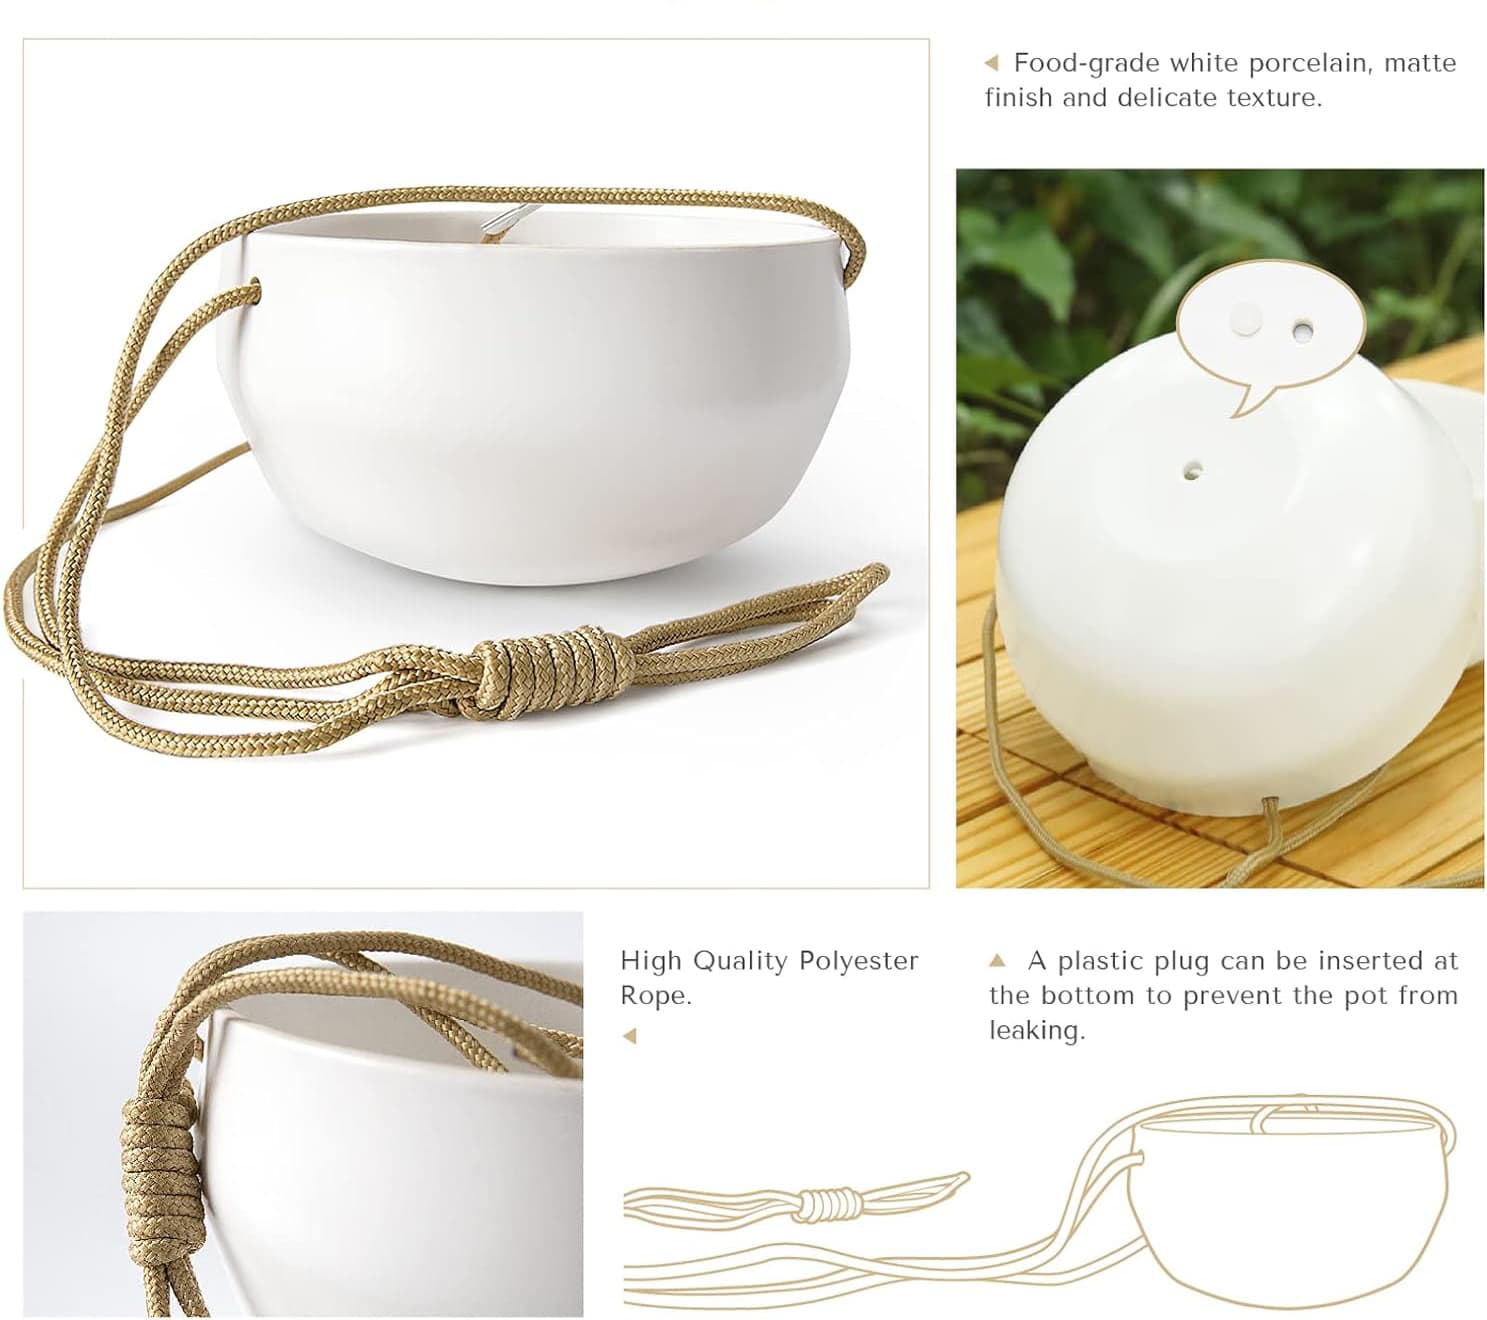 Food-grade white porcelain, matte
finish and delicate texture.
High Quality Polyester
Rope.
A plastic plug can be inserted at
the bottom to prevent the pot from
leaking.